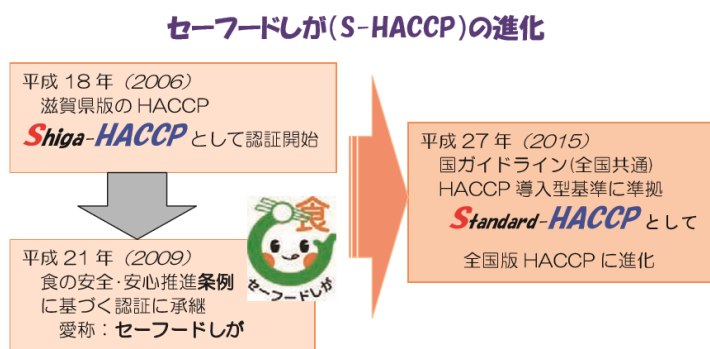 セーフードしが(S-HACCP)の進化
平成18年(2006)
滋賀県版のHACCP
Shiga-HACCPとして認証開始
平成21年(2009)
食の安全・安心推進条例
に基づく認証に承継
愛称：セーフードしが
食
セーフードしが
平成27年(2015)
国ガイドライン(全国共通)
HACCP導入型基準に準拠
Standard-HACCPとして
全国版HACCPに進化